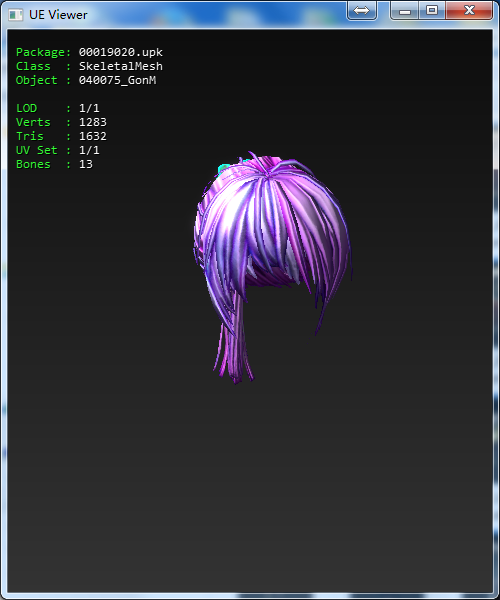 UE Viewer
Package: 00019020.upk
Class  : SkeletalMesh
Object : 040075_GonM
LOD    : 1/1
Verts  : 1283
Tris   : 1632
UV Set : 1/1
Bones  : 13